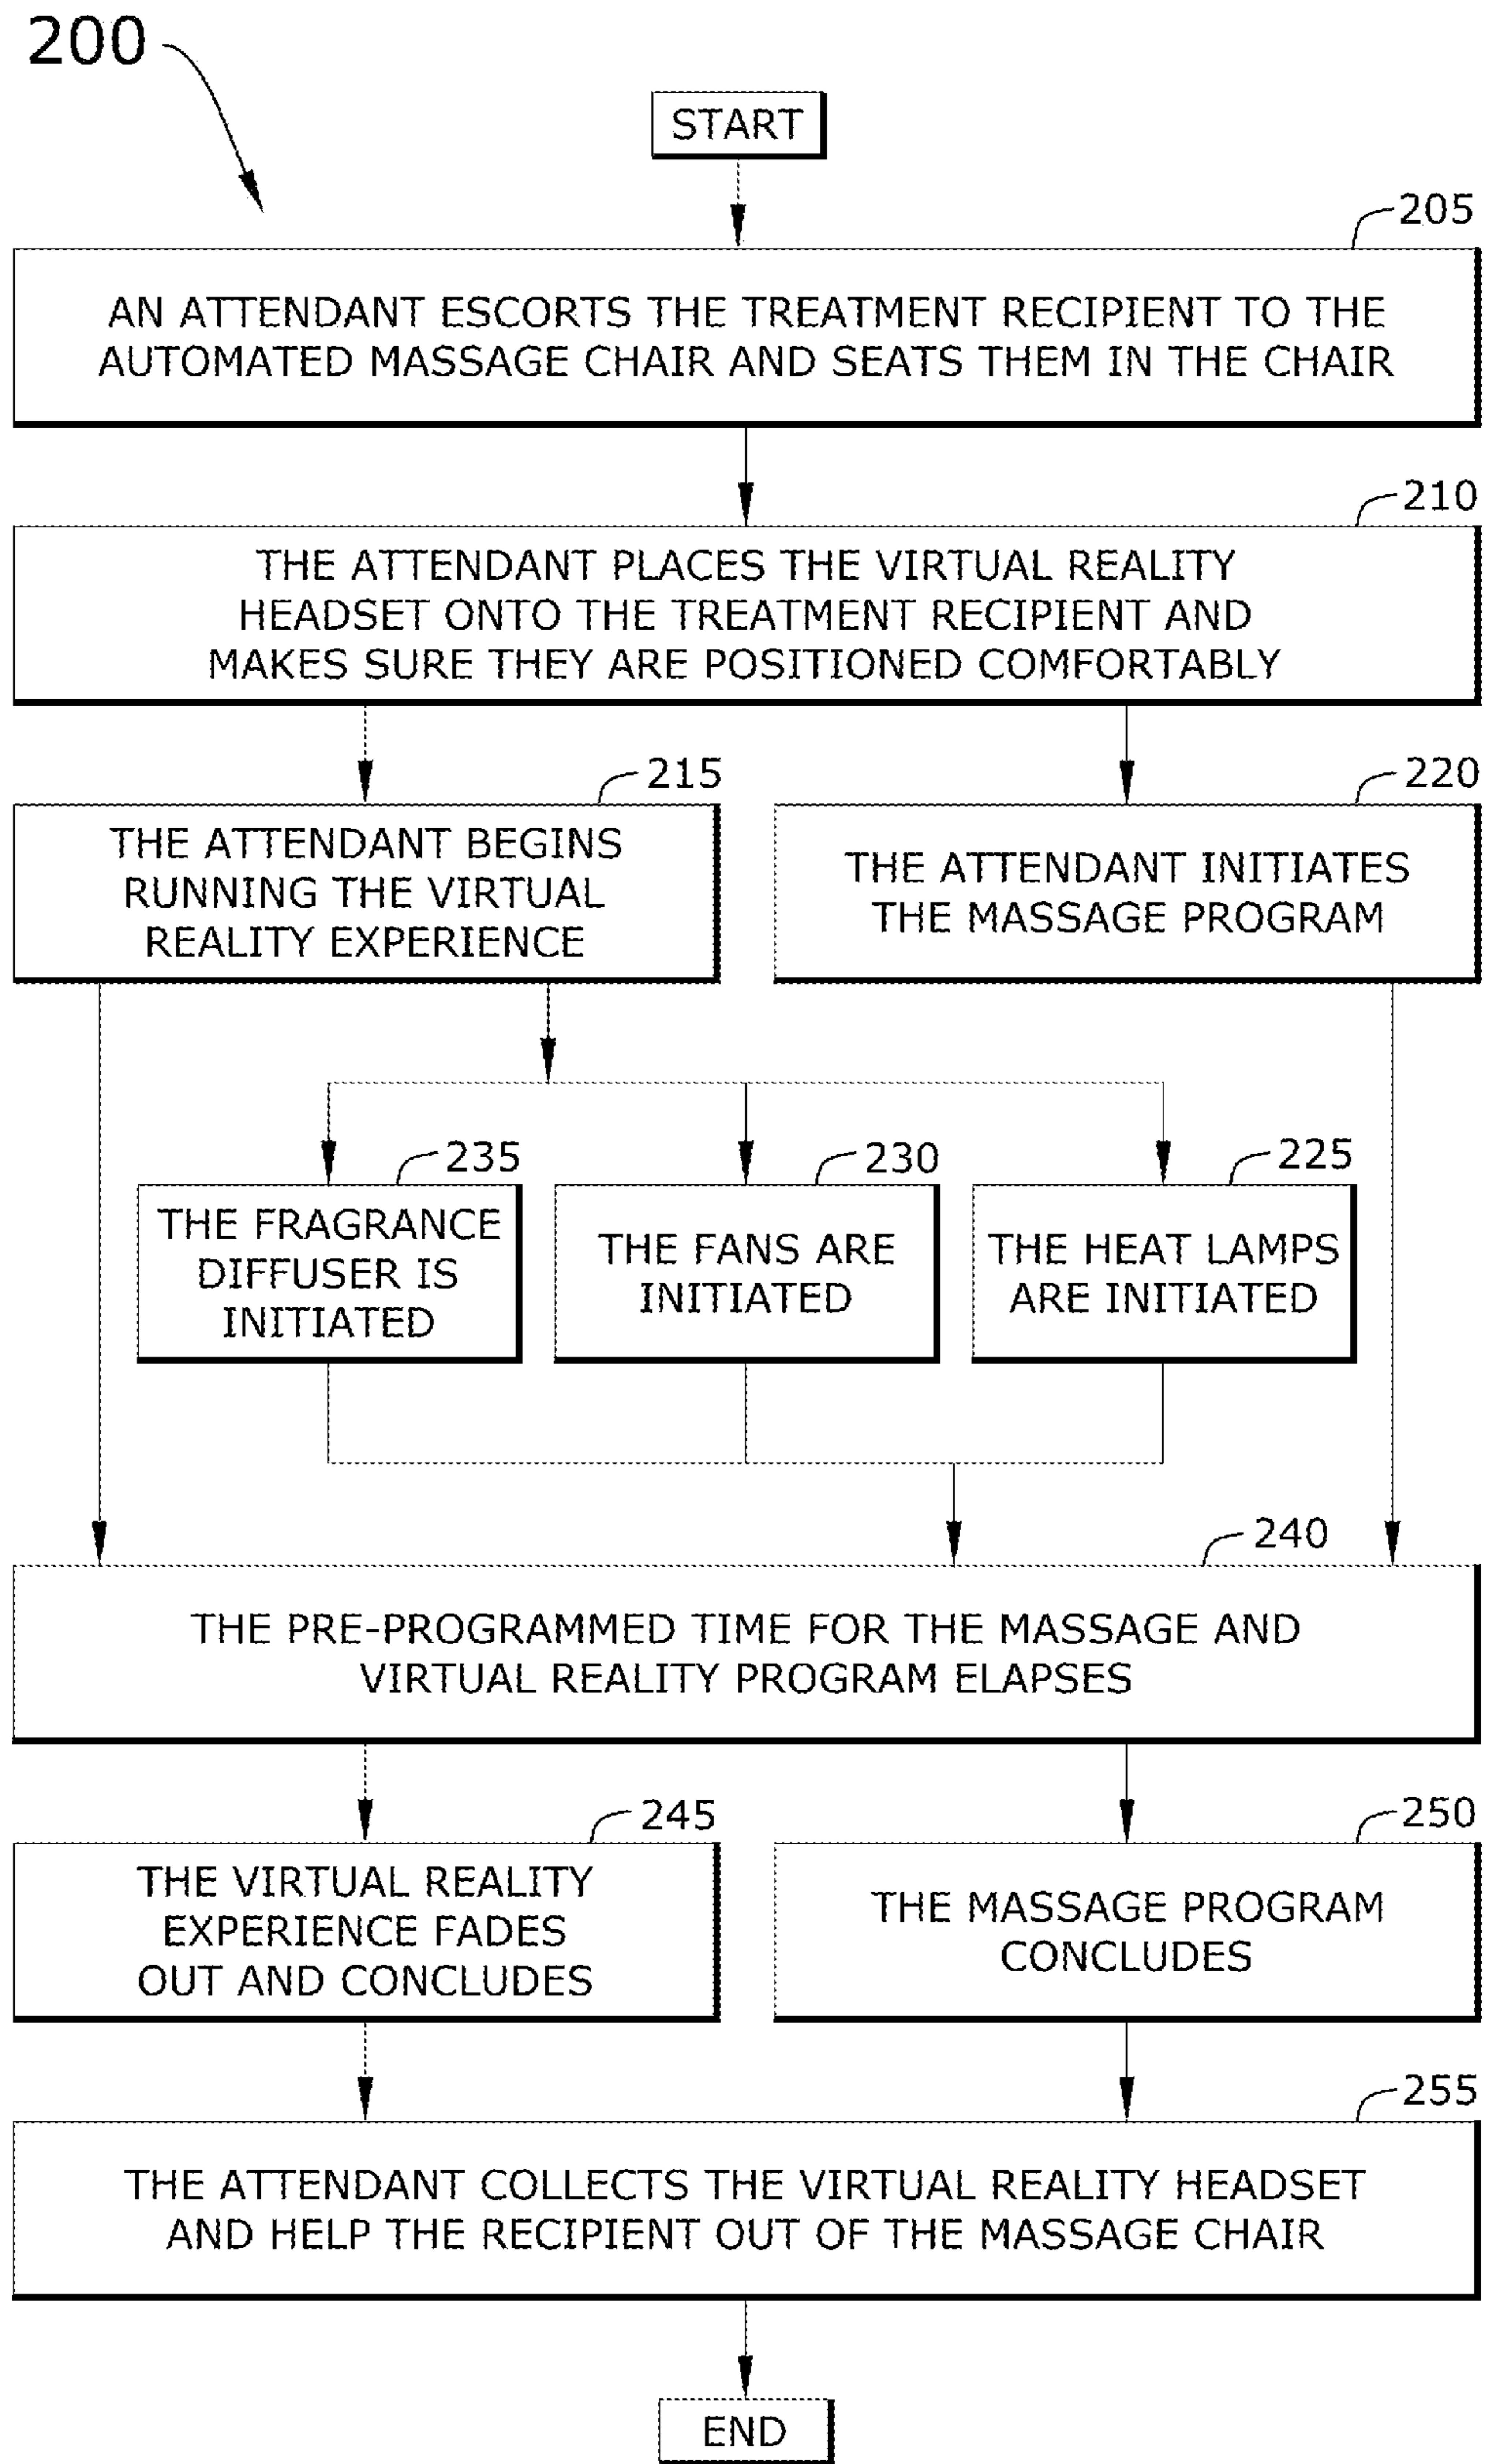 200
START
205
AN ATTENDANT ESCORTS THE TREATMENT RECIPIENT TO THE
AUTOMATED MASSAGE CHAIR AND SEATS THEM IN THE CHAIR
210
THE ATTENDANT PLACES THE VIRTUAL REALITY
HEADSET ONTO THE TREATMENT RECIPIENT AND
MAKES SURE THEY ARE POSITIONED COMFORTABLY
215
THE ATTENDANT BEGINS
RUNNING THE VIRTUAL
REALITY EXPERIENCE
220
THE ATTENDANT INITIATES
THE MASSAGE PROGRAM
235
THE FRAGRANCE
DIFFUSER IS
INITIATED
230
THE FANS ARE
INITIATED
225
THE HEAT LAMPS
ARE INITIATED
240
THE PRE-PROGRAMMED TIME FOR THE MASSAGE AND
VIRTUAL REALITY PROGRAM ELAPSES
245
THE VIRTUAL REALITY
EXPERIENCE FADES
OUT AND CONCLUDES
250
THE MASSAGE PROGRAM
CONCLUDES
255
THE ATTENDANT COLLECTS THE VIRTUAL REALITY HEADSET
AND HELP THE RECIPIENT OUT OF THE MASSAGE CHAIR
END